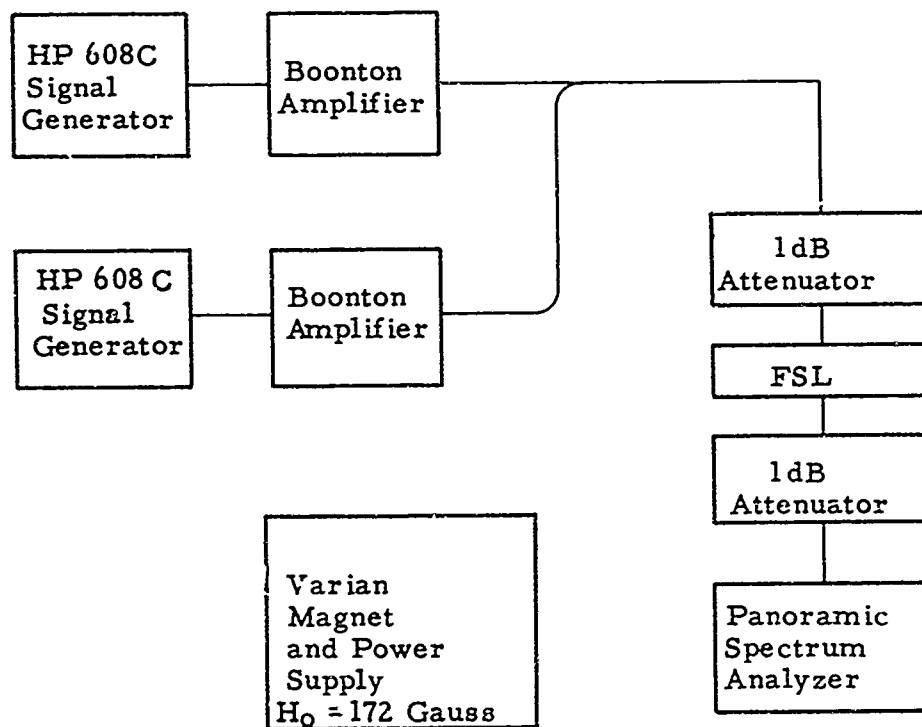 HP 608C
Signal
Generator
Boonton
Amplifier
HP 608 C
Signal
Generator
Boonton
Amplifier
1dB
Attenuator
FSL
1dB
Attenuator
Varian
Magnet
and Power
Supply
H₀ = 172 Gauss
Panoramic
Spectrum
Analyzer